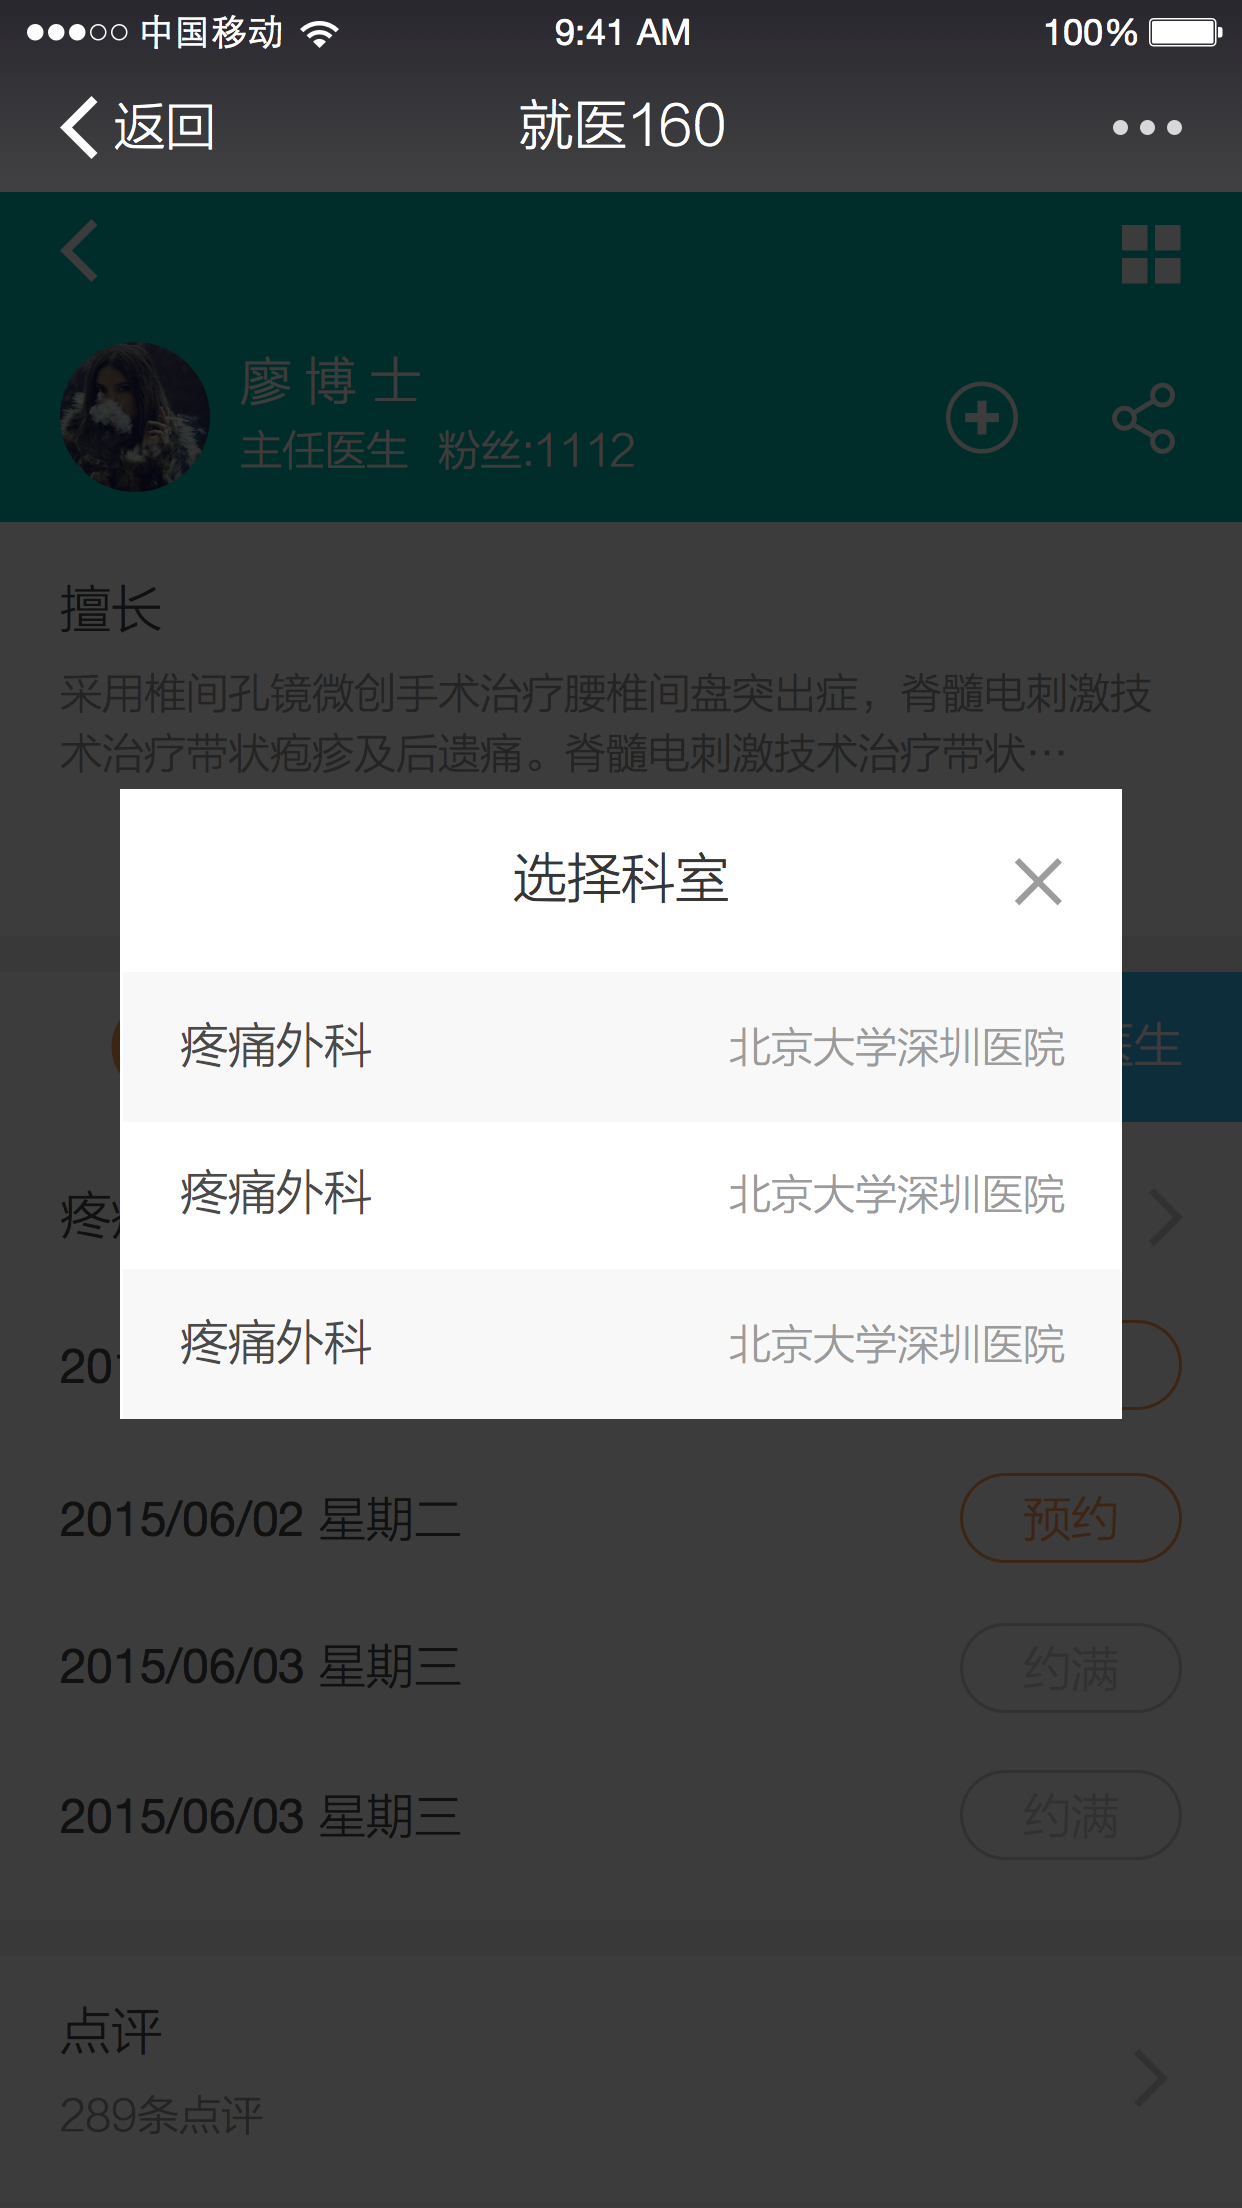 中国移动 9:41 AM 100%
返回 就医160
廖博士
主任医生 粉丝:1112
擅长
采用椎间孔镜微创手术治疗腰椎间盘突出症，脊髓电刺激技
术治疗带状疱疹及后遗痛。脊髓电刺激技术治疗带状…
选择科室
疼痛外科 北京大学深圳医院
生
疼痛外科 北京大学深圳医院
疼
疼痛外科 北京大学深圳医院
201
2015/06/02 星期二 预约
2015/06/03 星期三 约满
2015/06/03 星期三 约满
点评
289条点评